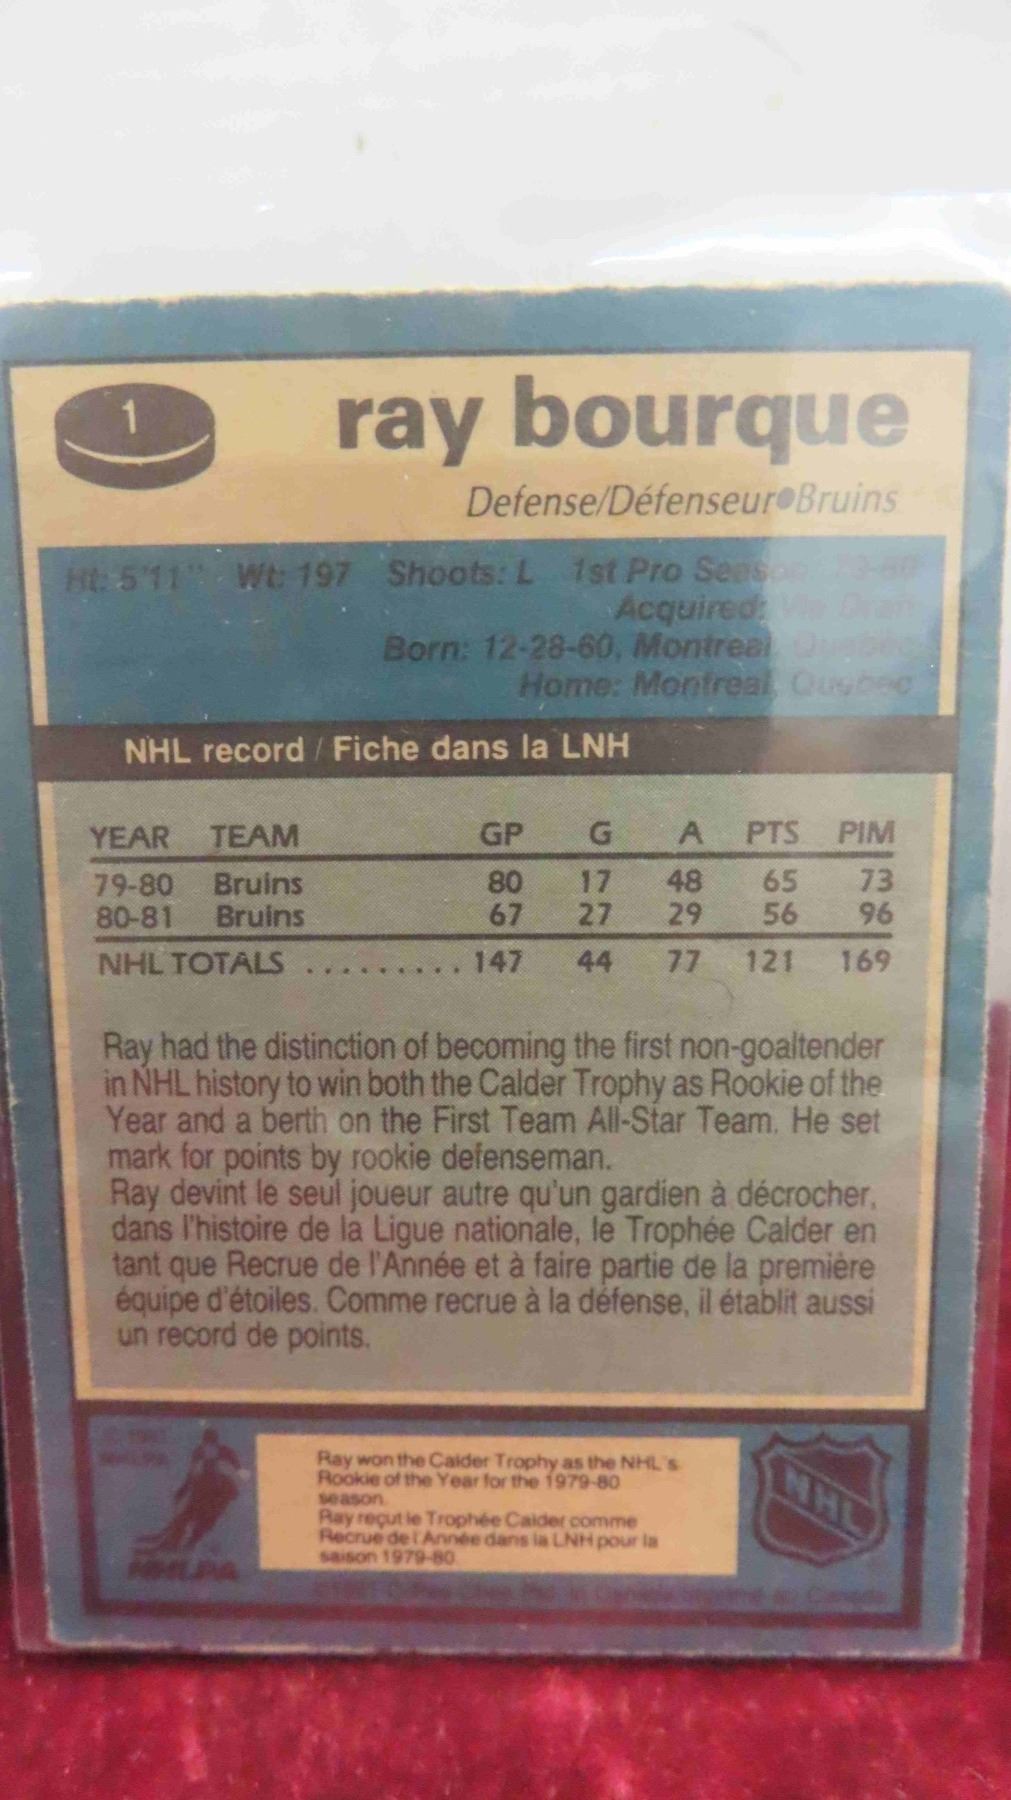 1
ray bourque
Defense/Défenseur•Bruins
Ht: 5'11" Wt: 197 Shoots: L 1st Pro Season 79-80
Acquired: Via Draft
Born: 12-28-60, Montreal, Quebec
Home: Montreal, Quebec
NHL record / Fiche dans la LNH
YEAR TEAM GP G A PTS PIM
79-80 Bruins 80 17 48 65 73
80-81 Bruins 67 27 29 56 96
NHL TOTALS .......... 147 44 77 121 169
Ray had the distinction of becoming the first non-goaltender
in NHL history to win both the Calder Trophy as Rookie of the
Year and a berth on the First Team All-Star Team. He set
mark for points by rookie defenseman.
Ray devint le seul joueur autre qu'un gardien à décrocher,
dans l'histoire de la Ligue nationale, le Trophée Calder en
tant que Recrue de l'Année et à faire partie de la première
équipe d'étoiles. Comme recrue à la défense, il établit aussi
un record de points.
Ray won the Calder Trophy as the NHL's
Rookie of the Year for the 1979-80
season.
Ray reçut le Trophée Calder comme
Recrue de l'Année dans la LNH pour la
saison 1979-80.
NHLPA
NHLPA
NHL